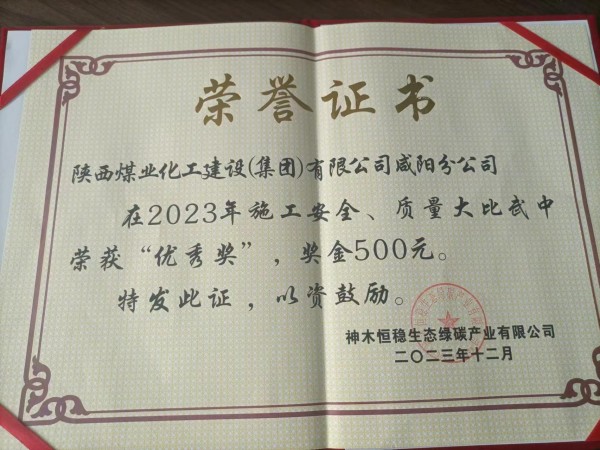 荣誉证书
陕西煤业化工建设(集团)有限公司咸阳分公司
在2023年施工安全、质量大比武中
荣获“优秀奖”，奖金500元。
特发此证，以资鼓励。
神木恒稳生态绿碳产业有限公司
二〇二三年十二月